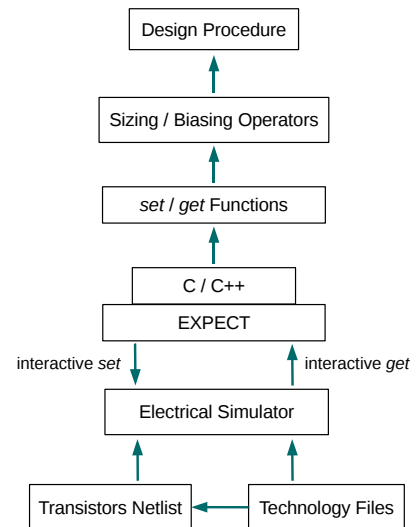 Design Procedure
Sizing / Biasing Operators
set / get Functions
C / C++
EXPECT
interactive set
interactive get
Electrical Simulator
Transistors Netlist
Technology Files